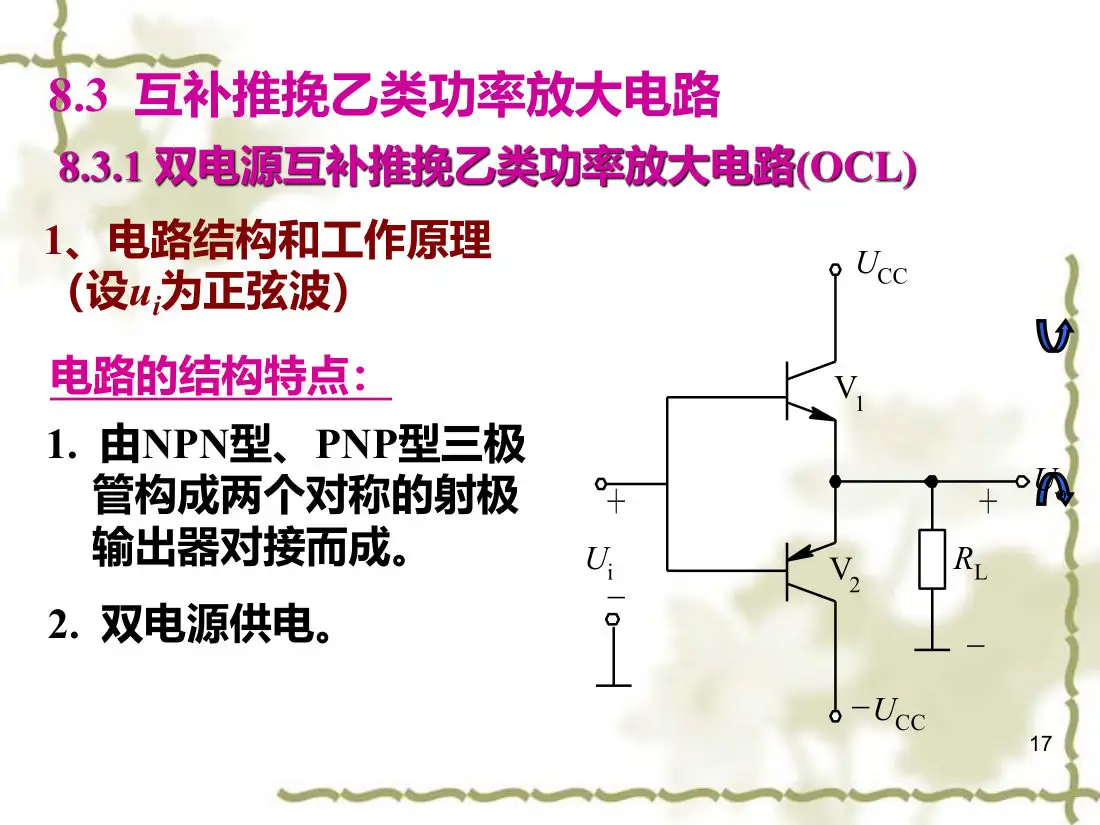 8.3 互补推挽乙类功率放大电路
8.3.1 双电源互补推挽乙类功率放大电路(OCL)
1、电路结构和工作原理
（设ui为正弦波）
电路的结构特点：
1. 由NPN型、PNP型三极
管构成两个对称的射极
输出器对接而成。
2. 双电源供电。
UCC
V1
+
+
Ui
V2
RL
−
−
−UCC
17